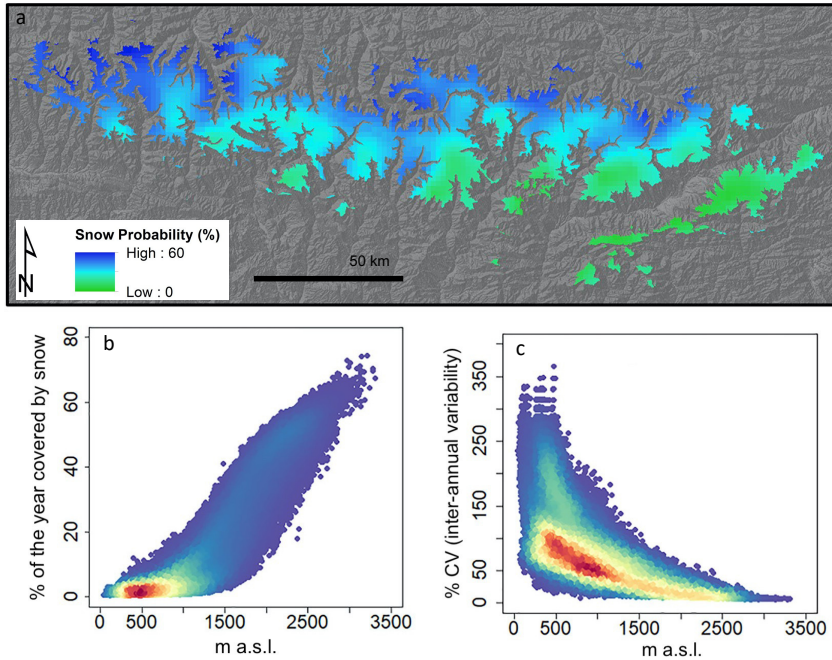 a
Snow Probability (%)
High : 60
Low : 0
N
50 km
b
% of the year covered by snow
80
60
40
20
0
0 500 1500 2500 3500
m a.s.l.
c
% CV (inter-annual variability)
350
250
150
50
0
0 500 1500 2500 3500
m a.s.l.